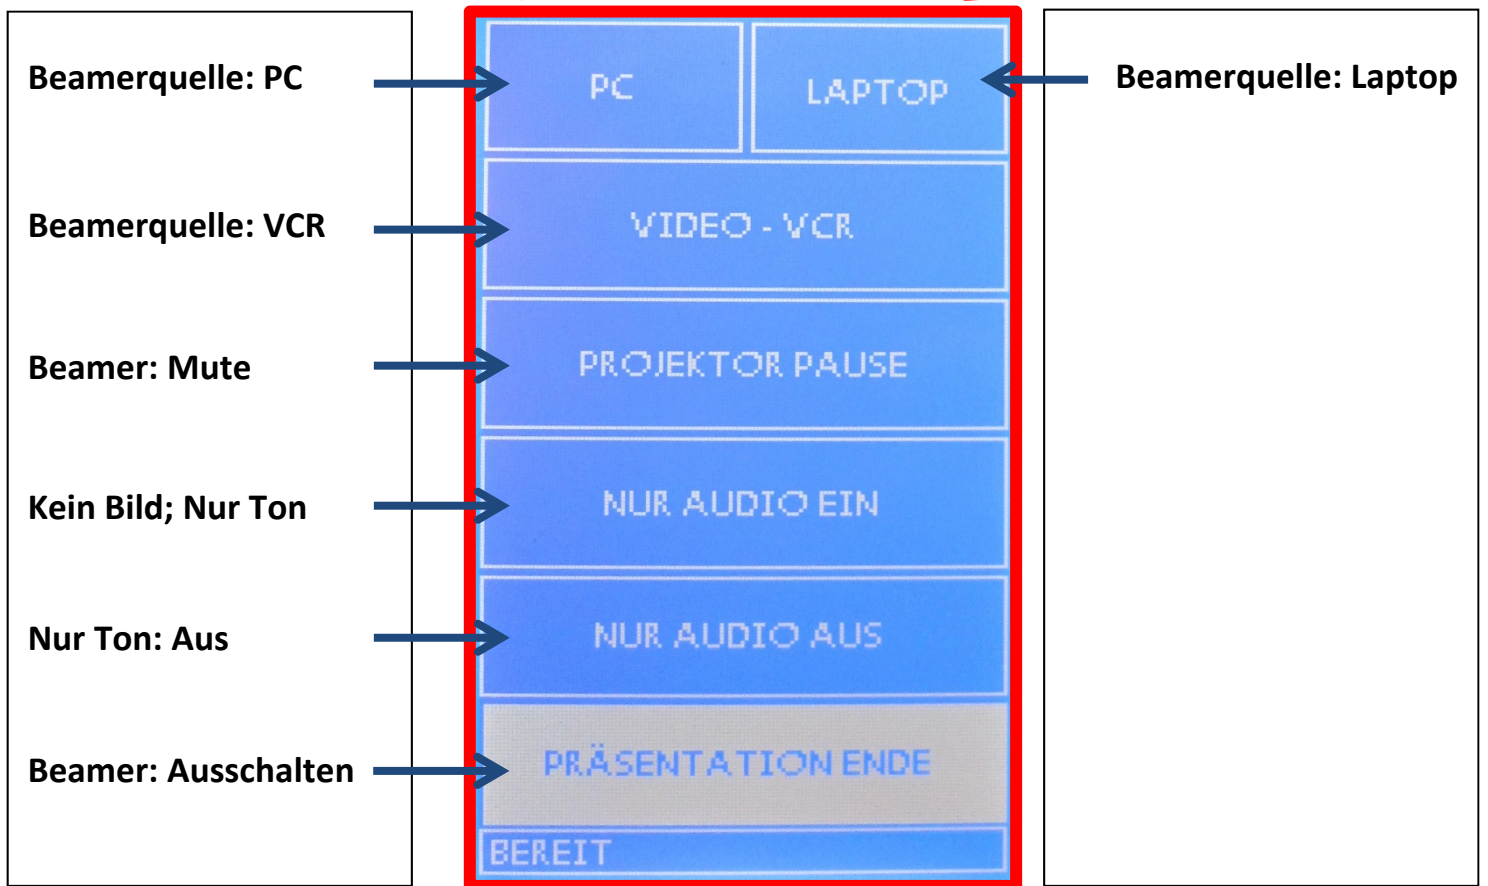 Beamerquelle: PC
PC
LAPTOP
Beamerquelle: Laptop
Beamerquelle: VCR
VIDEO - VCR
Beamer: Mute
PROJEKTOR PAUSE
Kein Bild; Nur Ton
NUR AUDIO EIN
Nur Ton: Aus
NUR AUDIO AUS
Beamer: Ausschalten
PRÄSENTATION ENDE
BEREIT